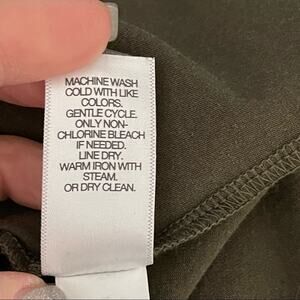 MACHINE WASH
COLD WITH LIKE
COLORS.
GENTLE CYCLE.
ONLY NON-
CHLORINE BLEACH
IF NEEDED.
LINE DRY.
WARM IRON WITH
STEAM.
OR DRY CLEAN.